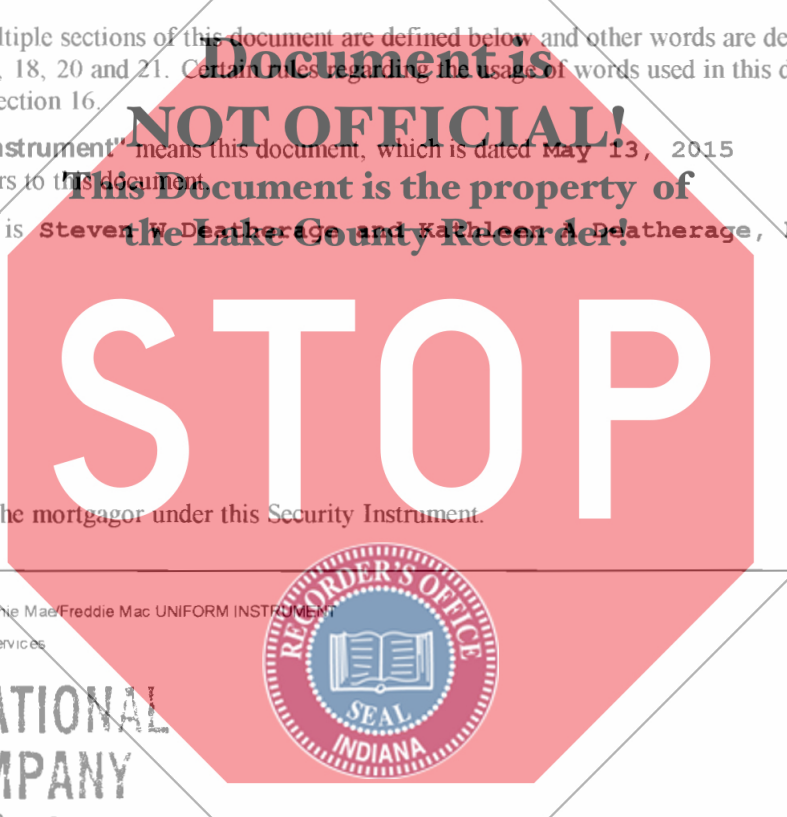 ltiple sections of this document are defined below and other words are de
Document is
, 18, 20 and 21. Certain rules regarding the usage of words used in this d
ection 16.
NOT OFFICIAL!
nstrument" means this document, which is dated May 13, 2015
rs to this document.
This Document is the property of
is Steven W Deatherage and Kathleen A Deatherage,
the Lake County Recorder!
STOP
he mortgagor under this Security Instrument.
RECORDER'S OFFICE
nie Mae/Freddie Mac UNIFORM INSTRUMENT
ervices
SEAL
INDIANA
ATIONAL
MPANY